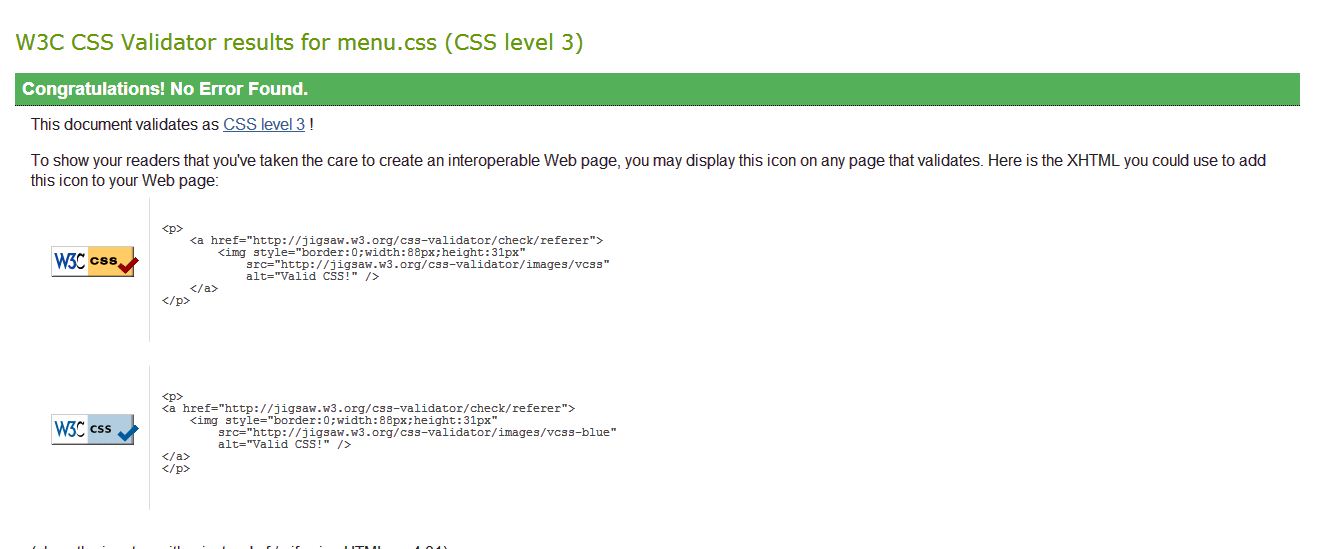 W3C CSS Validator results for menu.css (CSS level 3)
Congratulations! No Error Found.
This document validates as CSS level 3 !
To show your readers that you've taken the care to create an interoperable Web page, you may display this icon on any page that validates. Here is the XHTML you could use to add
this icon to your Web page:
W3C css
<p>
<a href="http://jigsaw.w3.org/css-validator/check/referer">
<img style="border:0;width:88px;height:31px"
src="http://jigsaw.w3.org/css-validator/images/vcss"
alt="Valid CSS!" />
</a>
</p>
W3C css
<p>
<a href="http://jigsaw.w3.org/css-validator/check/referer">
<img style="border:0;width:88px;height:31px"
src="http://jigsaw.w3.org/css-validator/images/vcss-blue"
alt="Valid CSS!" />
</a>
</p>